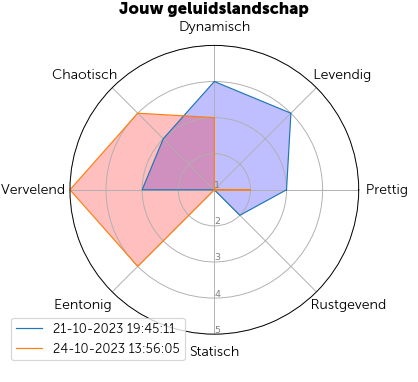 Jouw geluidslandschap
Dynamisch
Chaotisch
Levendig
Vervelend
Prettig
1
2
3
4
5
Eentonig
Rustgevend
Statisch
21-10-2023 19:45:11
24-10-2023 13:56:05